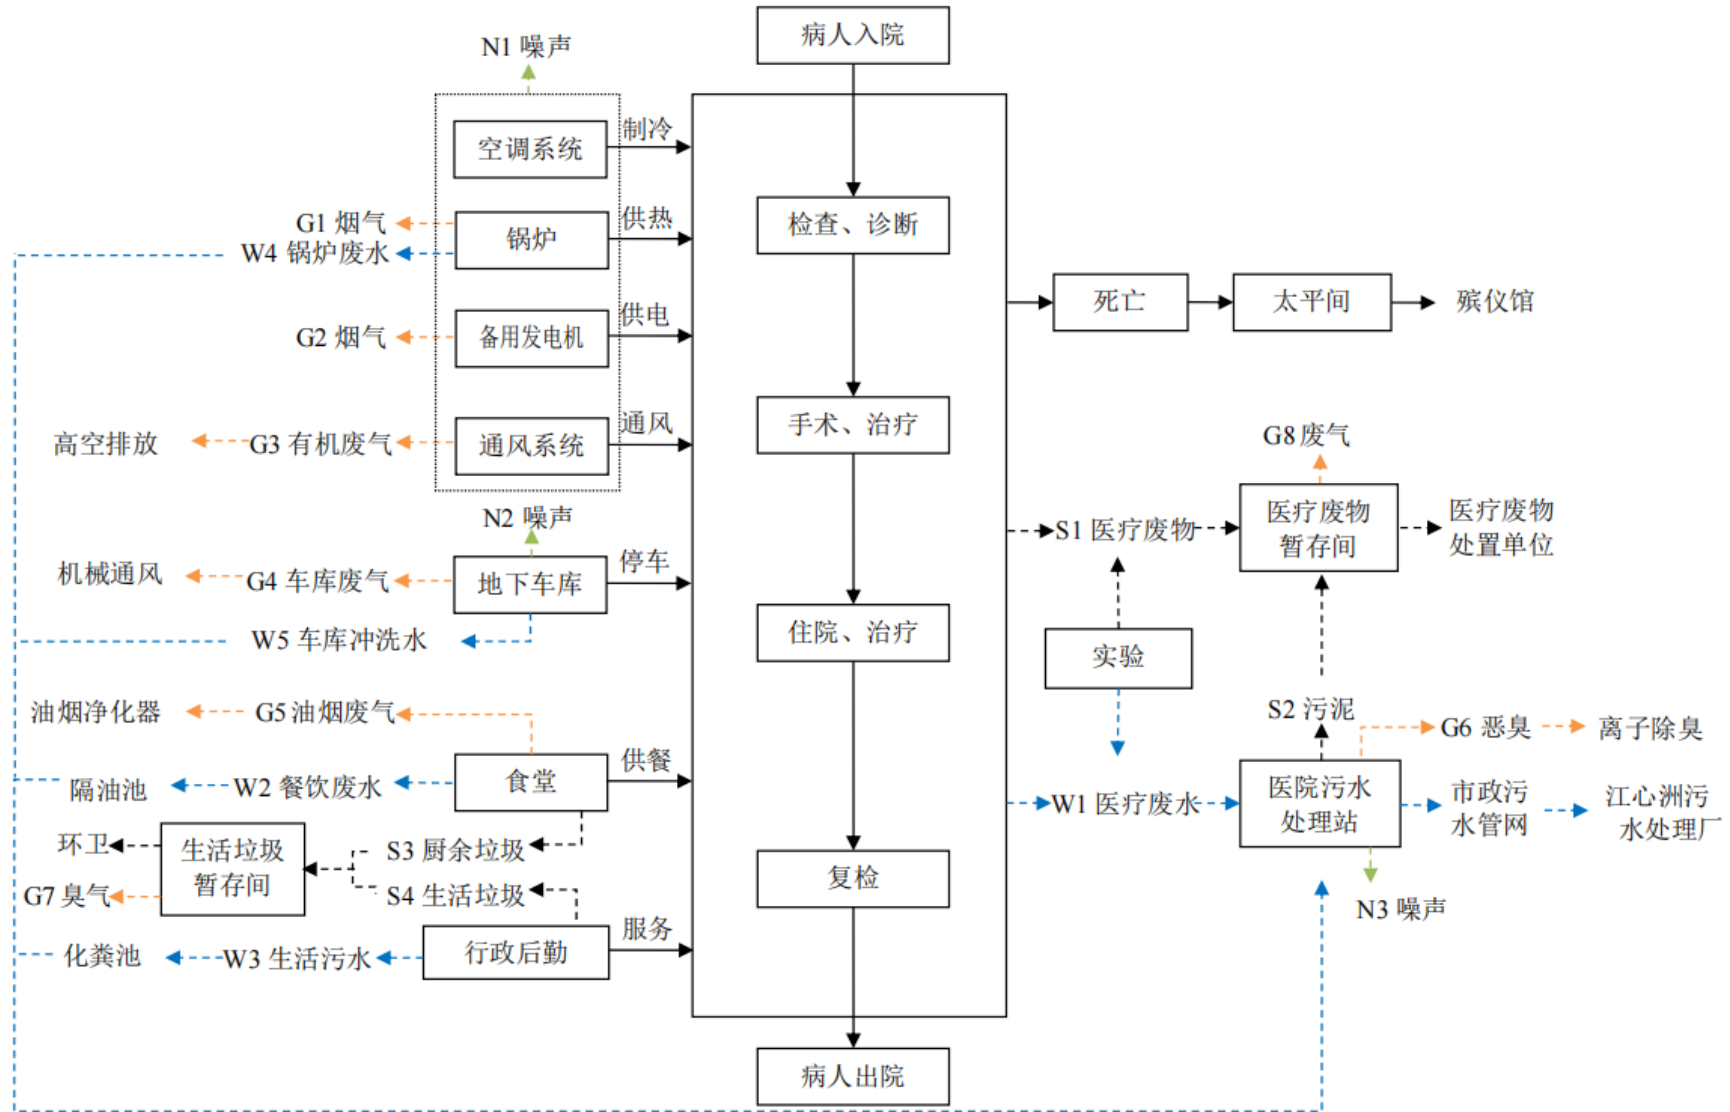 病人入院
N1 噪声
空调系统
制冷
G1 烟气
W4 锅炉废水
锅炉
供热
检查、诊断
G2 烟气
备用发电机
供电
死亡
太平间
殡仪馆
高空排放
G3 有机废气
通风系统
通风
手术、治疗
G8 废气
N2 噪声
医疗废物
暂存间
医疗废物
处置单位
S1 医疗废物
机械通风
G4 车库废气
地下车库
停车
W5 车库冲洗水
住院、治疗
实验
油烟净化器
G5 油烟废气
S2 污泥
G6 恶臭
离子除臭
隔油池
W2 餐饮废水
食堂
供餐
W1 医疗废水
医院污水
处理站
市政污
水管网
江心洲污
水处理厂
环卫
生活垃圾
暂存间
S3 厨余垃圾
G7 臭气
S4 生活垃圾
复检
N3 噪声
化粪池
W3 生活污水
行政后勤
服务
病人出院